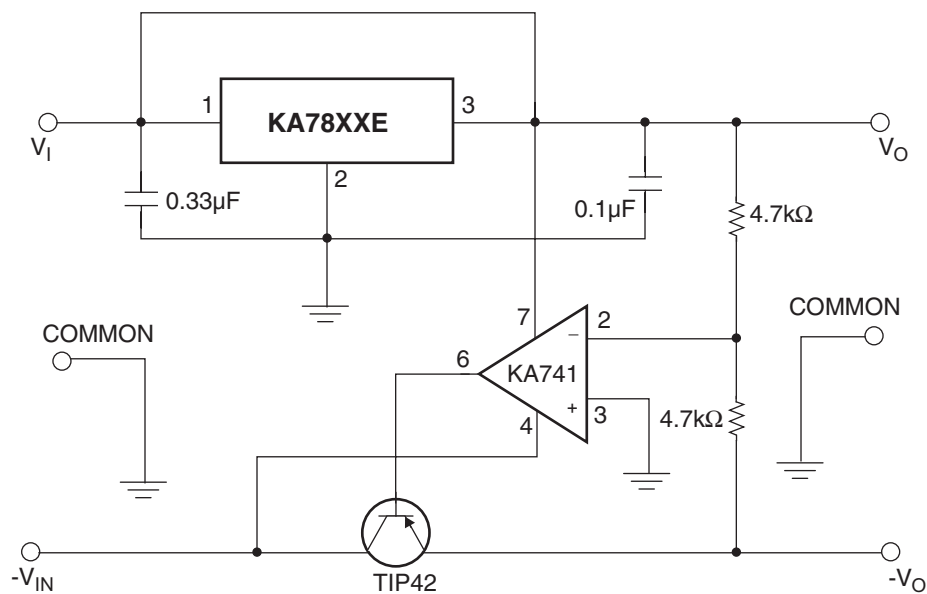 1
KA78XXE
3
V_I
V_O
2
0.33µF
0.1µF
4.7kΩ
COMMON
COMMON
7
2
−
6
KA741
4.7kΩ
+
3
4
-V_IN
TIP42
-V_O